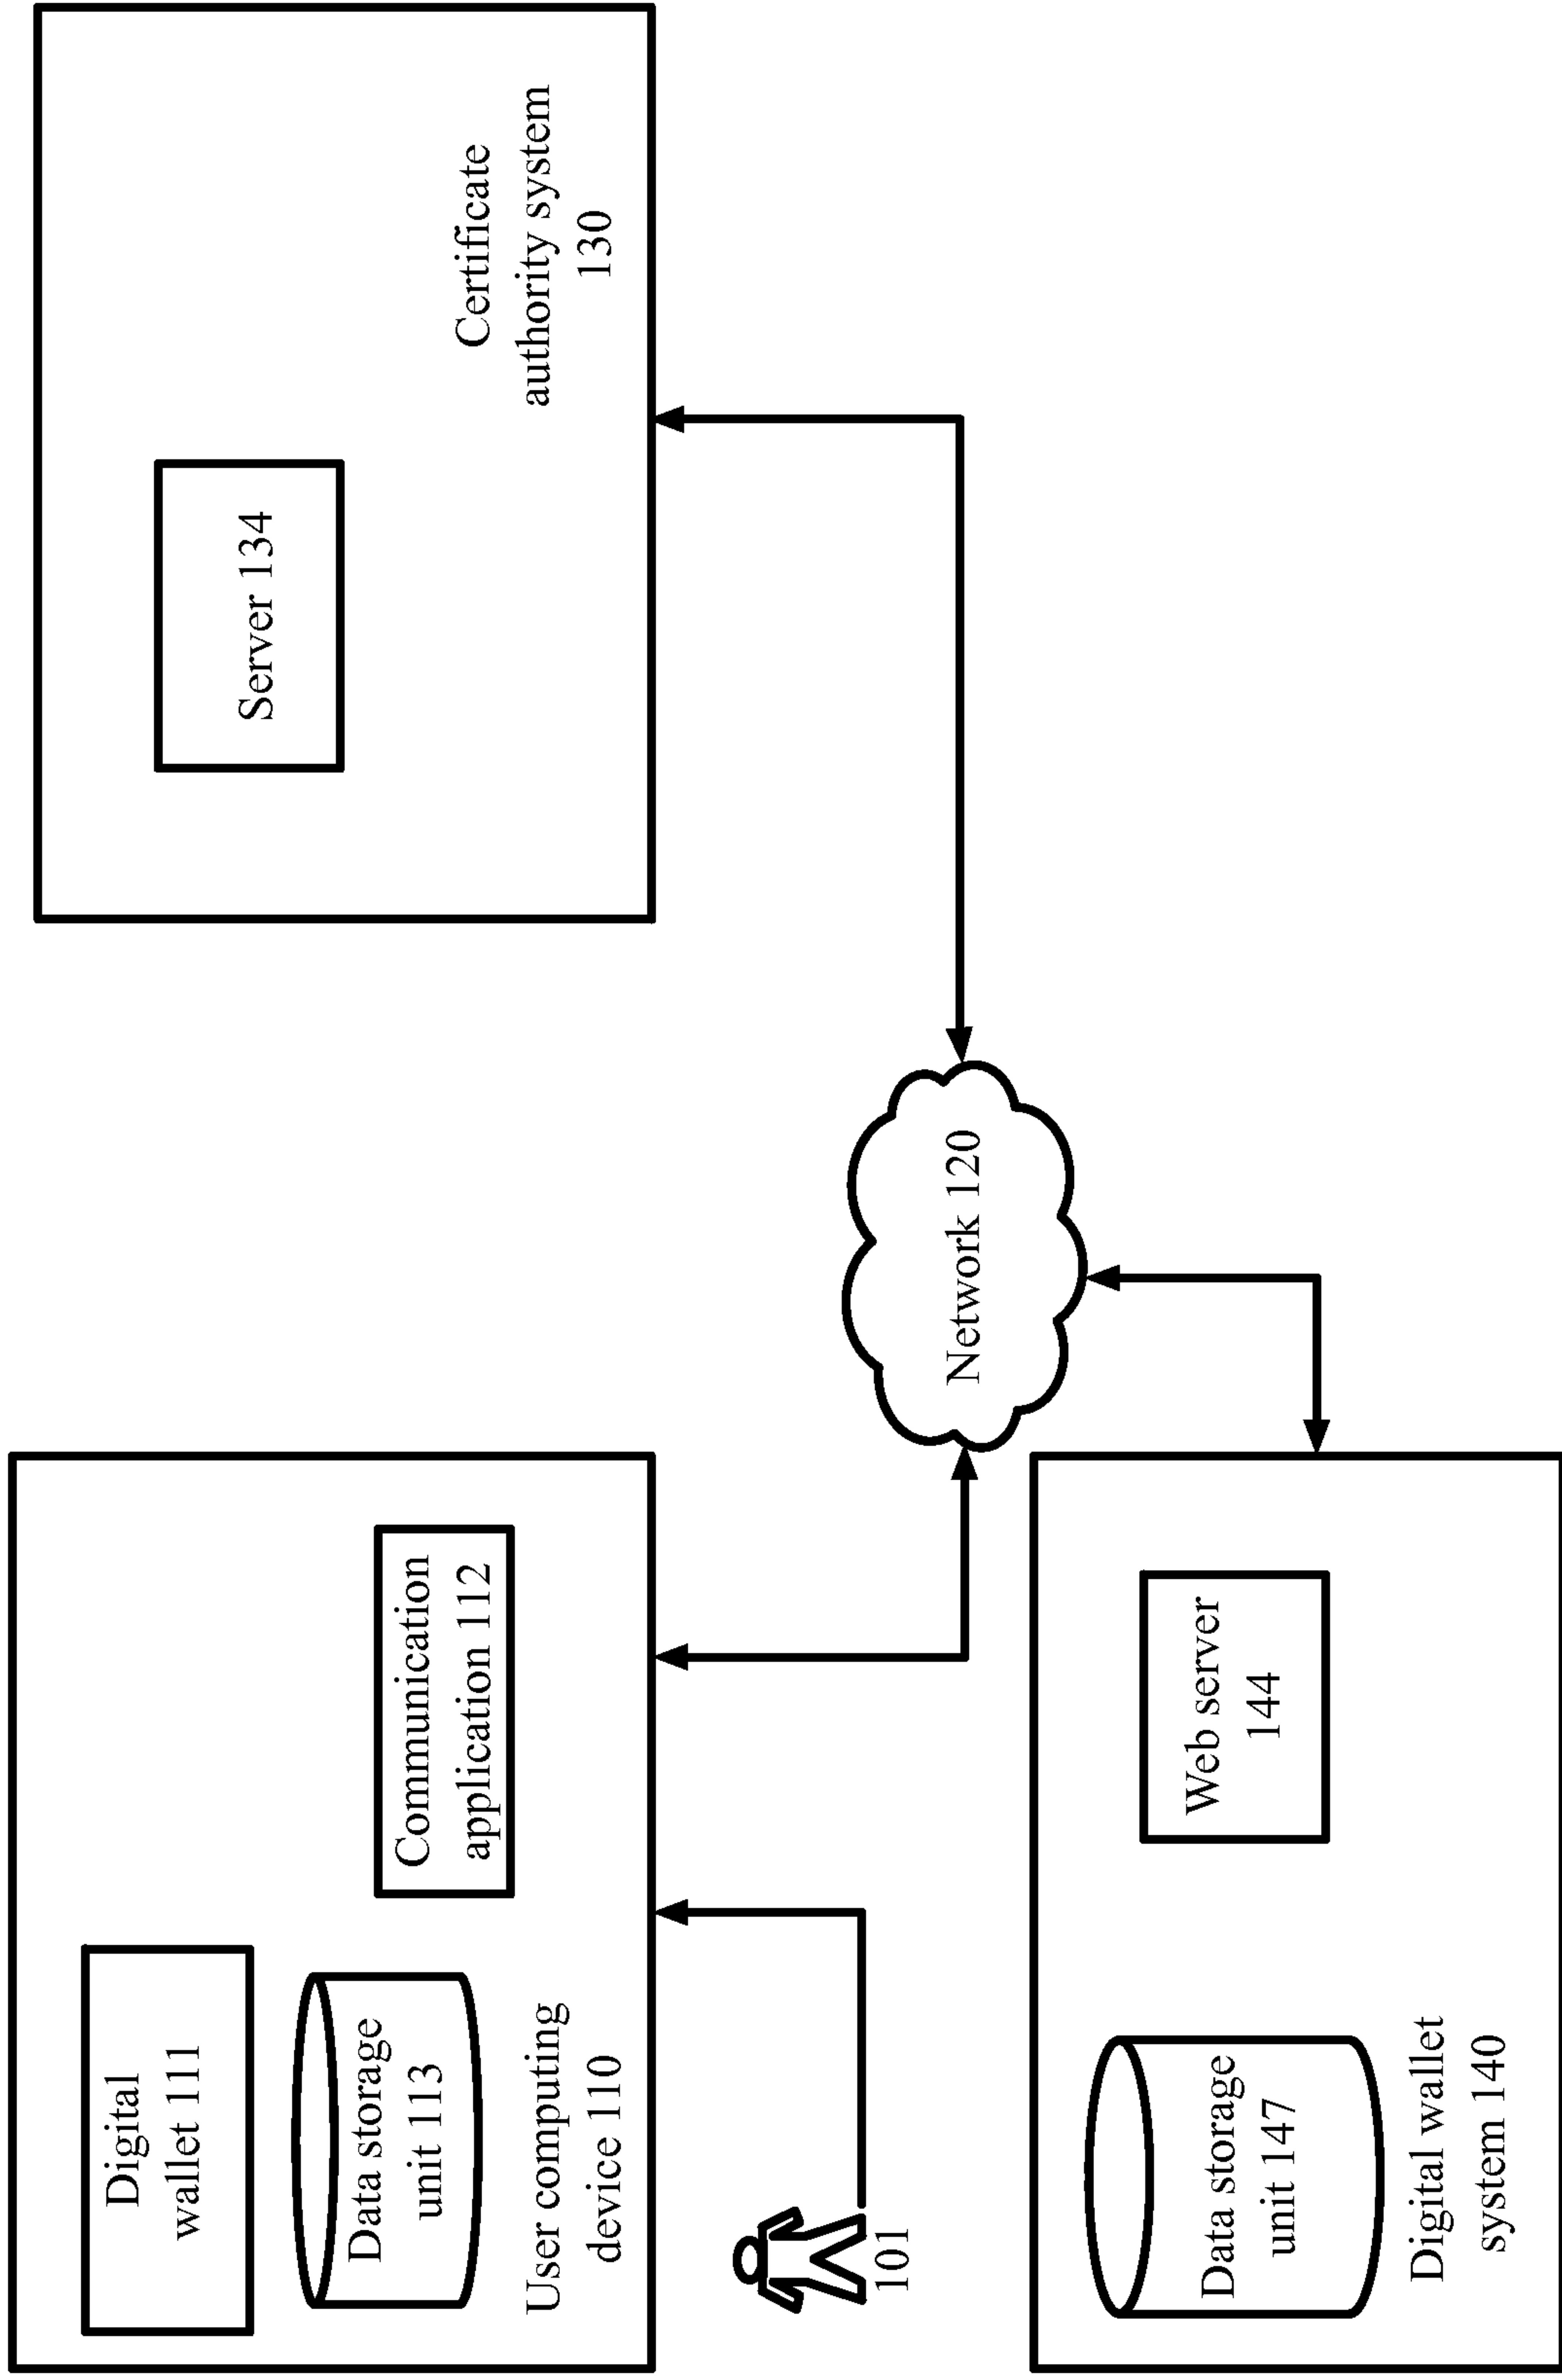 Digital
wallet 111
Data storage
unit 113
Communication
application 112
User computing
device 110
101
Server 134
Certificate
authority system
130
Network 120
Data storage
unit 147
Web server
144
Digital wallet
system 140